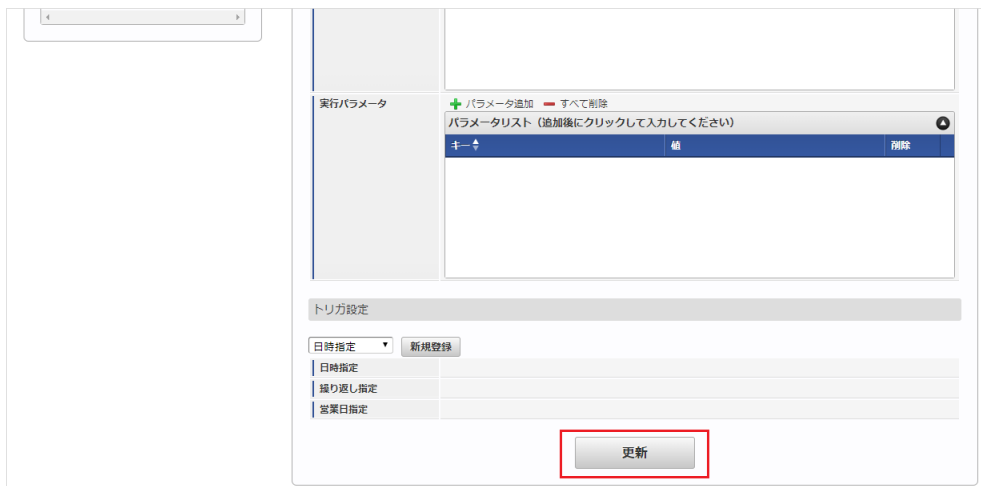 実行パラメータ
パラメータ追加 すべて削除
パラメータリスト（追加後にクリックして入力してください）
キー 値 削除
トリガ設定
日時指定 新規登録
日時指定
繰り返し指定
営業日指定
更新